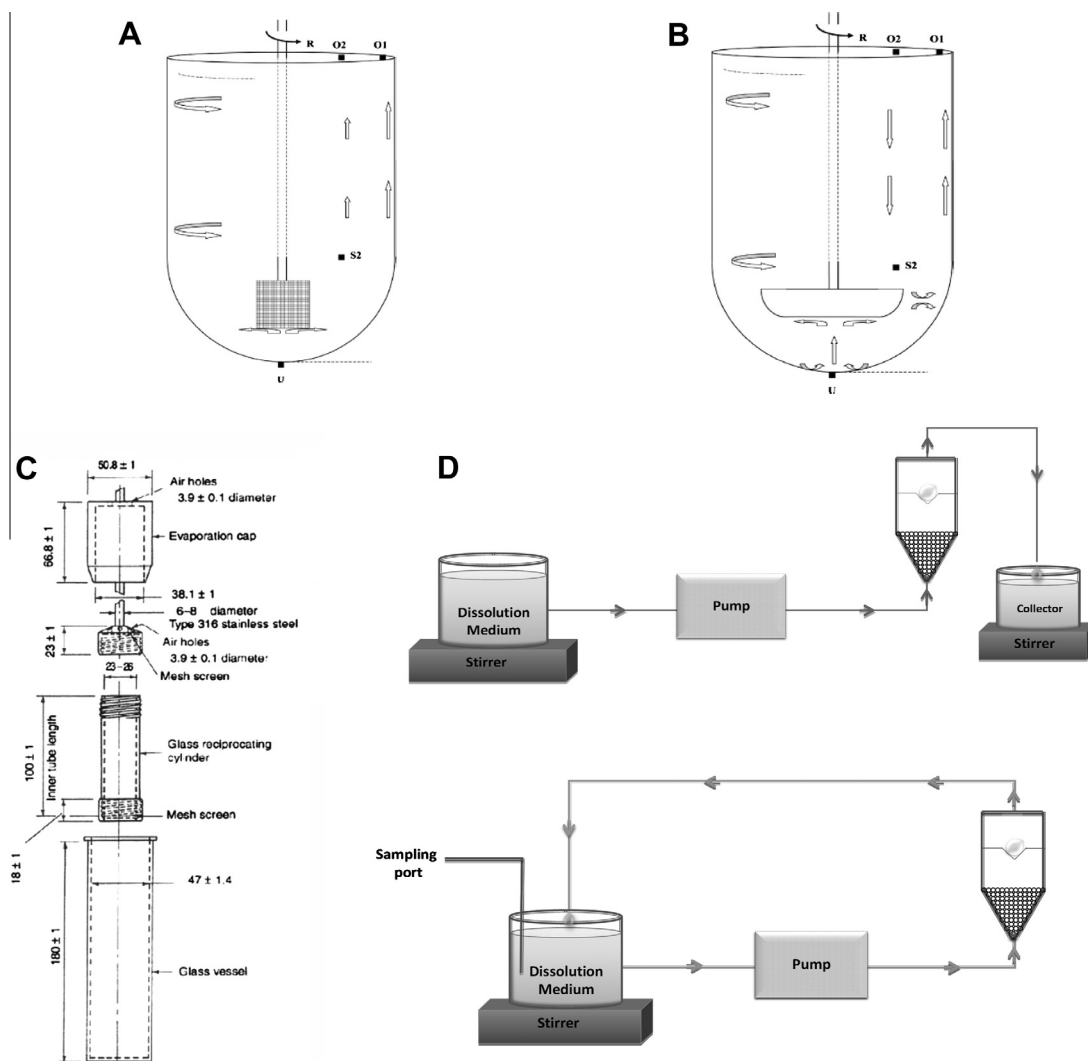 A
R
O2
O1
S2
U
B
R
O2
O1
S2
U
C
50.8 ± 1
Air holes
3.9 ± 0.1 diameter
66.8 ± 1
Evaporation cap
38.1 ± 1
6–8 diameter
Type 316 stainless steel
23 ± 1
Air holes
3.9 ± 0.1 diameter
Mesh screen
23–26
100 ± 1
Inner tube length
Glass reciprocating
cylinder
Mesh screen
18 ± 1
47 ± 1.4
180 ± 1
Glass vessel
D
Dissolution
Medium
Stirrer
Pump
Collector
Stirrer
Sampling
port
Dissolution
Medium
Stirrer
Pump